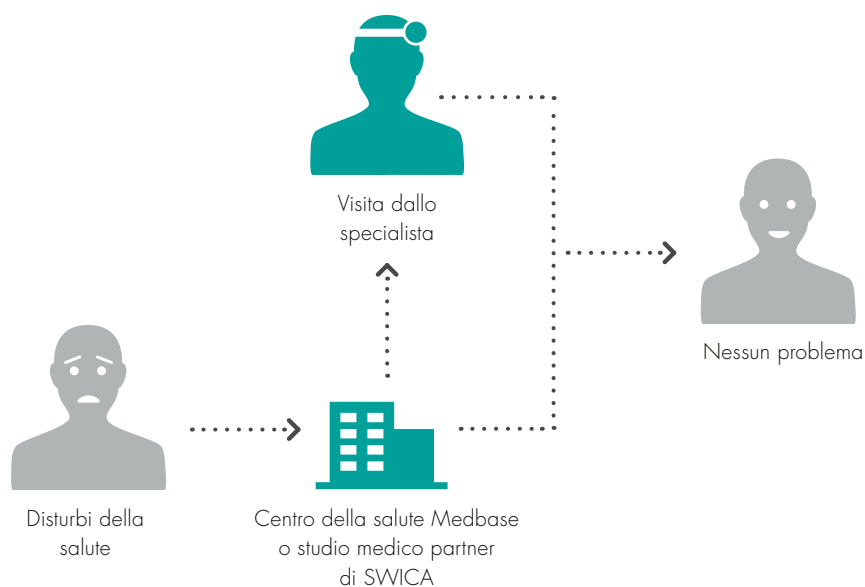 Visita dallo
specialista
Nessun problema
Disturbi della
salute
Centro della salute Medbase
o studio medico partner
di SWICA